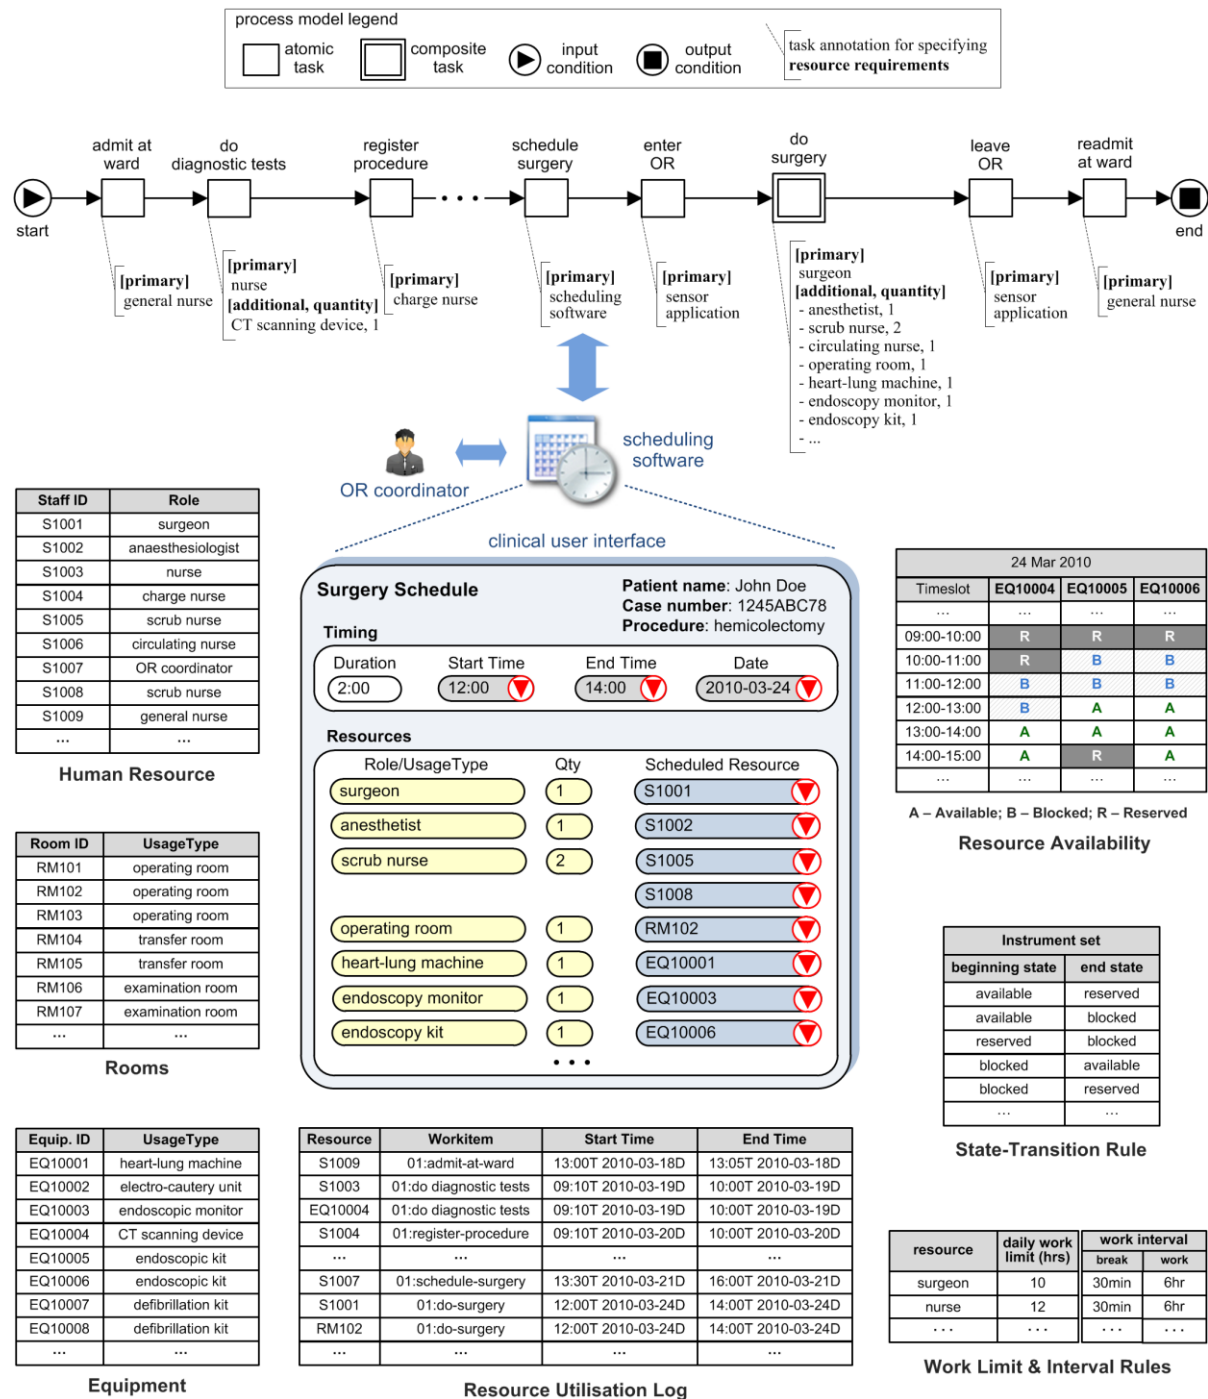 process model legend
atomic task
composite task
input condition
output condition
task annotation for specifying
resource requirements
admit at ward
do diagnostic tests
register procedure
• • •
schedule surgery
enter OR
do surgery
leave OR
readmit at ward
start
end
[primary]
general nurse
[primary]
nurse
[additional, quantity]
CT scanning device, 1
[primary]
charge nurse
[primary]
scheduling
software
[primary]
sensor
application
[primary]
surgeon
[additional, quantity]
- anesthetist, 1
- scrub nurse, 2
- circulating nurse, 1
- operating room, 1
- heart-lung machine, 1
- endoscopy monitor, 1
- endoscopy kit, 1
- ...
[primary]
sensor
application
[primary]
general nurse
OR coordinator
scheduling
software
clinical user interface
Staff ID Role
S1001 surgeon
S1002 anaesthesiologist
S1003 nurse
S1004 charge nurse
S1005 scrub nurse
S1006 circulating nurse
S1007 OR coordinator
S1008 scrub nurse
S1009 general nurse
... ...
Human Resource
Room ID UsageType
RM101 operating room
RM102 operating room
RM103 operating room
RM104 transfer room
RM105 transfer room
RM106 examination room
RM107 examination room
... ...
Rooms
Equip. ID UsageType
EQ10001 heart-lung machine
EQ10002 electro-cautery unit
EQ10003 endoscopic monitor
EQ10004 CT scanning device
EQ10005 endoscopic kit
EQ10006 endoscopic kit
EQ10007 defibrillation kit
EQ10008 defibrillation kit
... ...
Equipment
Surgery Schedule
Patient name: John Doe
Case number: 1245ABC78
Procedure: hemicolectomy
Timing
Duration Start Time End Time Date
2:00 12:00 14:00 2010-03-24
Resources
Role/UsageType Qty Scheduled Resource
surgeon 1 S1001
anesthetist 1 S1002
scrub nurse 2 S1005
S1008
operating room 1 RM102
heart-lung machine 1 EQ10001
endoscopy monitor 1 EQ10003
endoscopy kit 1 EQ10006
• • •
Resource Workitem Start Time End Time
S1009 01:admit-at-ward 13:00T 2010-03-18D 13:05T 2010-03-18D
S1003 01:do diagnostic tests 09:10T 2010-03-19D 10:00T 2010-03-19D
EQ10004 01:do diagnostic tests 09:10T 2010-03-19D 10:00T 2010-03-19D
S1004 01:register-procedure 09:10T 2010-03-20D 10:00T 2010-03-20D
... ... ... ...
S1007 01:schedule-surgery 13:30T 2010-03-21D 16:00T 2010-03-21D
S1001 01:do-surgery 12:00T 2010-03-24D 14:00T 2010-03-24D
RM102 01:do-surgery 12:00T 2010-03-24D 14:00T 2010-03-24D
... ... ... ...
Resource Utilisation Log
24 Mar 2010
Timeslot EQ10004 EQ10005 EQ10006
... ... ... ...
09:00-10:00 R R R
10:00-11:00 R B B
11:00-12:00 B B B
12:00-13:00 B A A
13:00-14:00 A A A
14:00-15:00 A R A
... ... ... ...
A – Available; B – Blocked; R – Reserved
Resource Availability
Instrument set
beginning state end state
available reserved
available blocked
reserved blocked
blocked available
blocked reserved
... ...
State-Transition Rule
resource daily work limit (hrs) work interval
break work
surgeon 10 30min 6hr
nurse 12 30min 6hr
... ... ... ...
Work Limit & Interval Rules